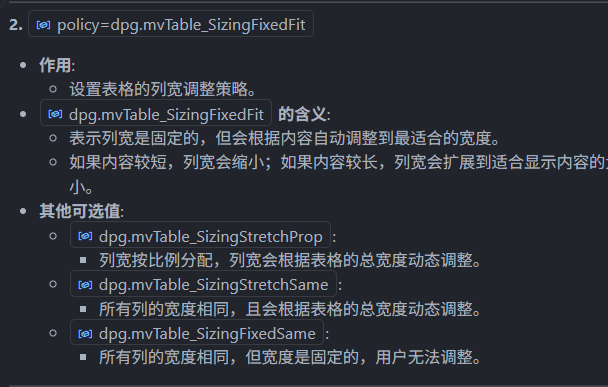 2. policy=dpg.mvTable_SizingFixedFit
作用:
设置表格的列宽调整策略。
dpg.mvTable_SizingFixedFit 的含义:
表示列宽是固定的，但会根据内容自动调整到最适合的宽度。
如果内容较短，列宽会缩小；如果内容较长，列宽会扩展到适合显示内容的
小。
其他可选值:
dpg.mvTable_SizingStretchProp:
列宽按比例分配，列宽会根据表格的总宽度动态调整。
dpg.mvTable_SizingStretchSame:
所有列的宽度相同，且会根据表格的总宽度动态调整。
dpg.mvTable_SizingFixedSame:
所有列的宽度相同，但宽度是固定的，用户无法调整。